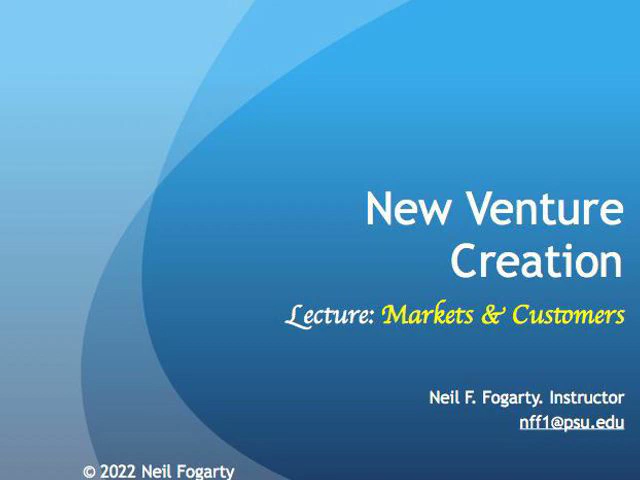 New Venture
Creation
Lecture: Markets & Customers
Neil F. Fogarty. Instructor
nff1@psu.edu
© 2022 Neil Fogarty